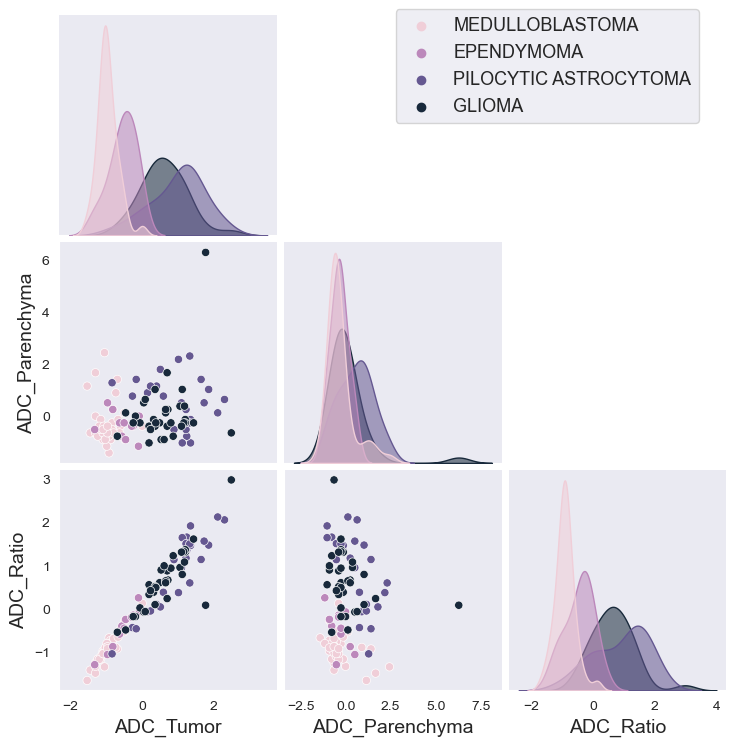 MEDULLOBLASTOMA
EPENDYMOMA
PILOCYTIC ASTROCYTOMA
GLIOMA
ADC_Parenchyma
6
4
2
0
ADC_Ratio
3
2
1
0
−1
−2 0 2
ADC_Tumor
−2.5 0.0 2.5 5.0 7.5
ADC_Parenchyma
−2 0 2 4
ADC_Ratio